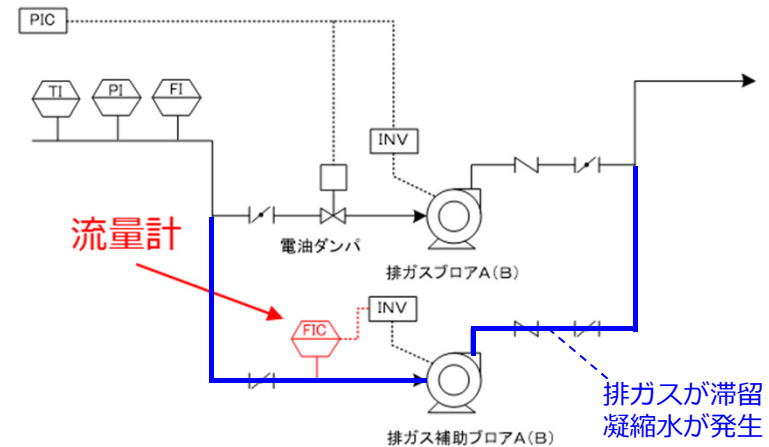 PIC
TI
PI
FI
INV
流量計
電油ダンパ
排ガスブロアA(B)
FIC
INV
排ガスが滞留
凝縮水が発生
排ガス補助ブロアA(B)